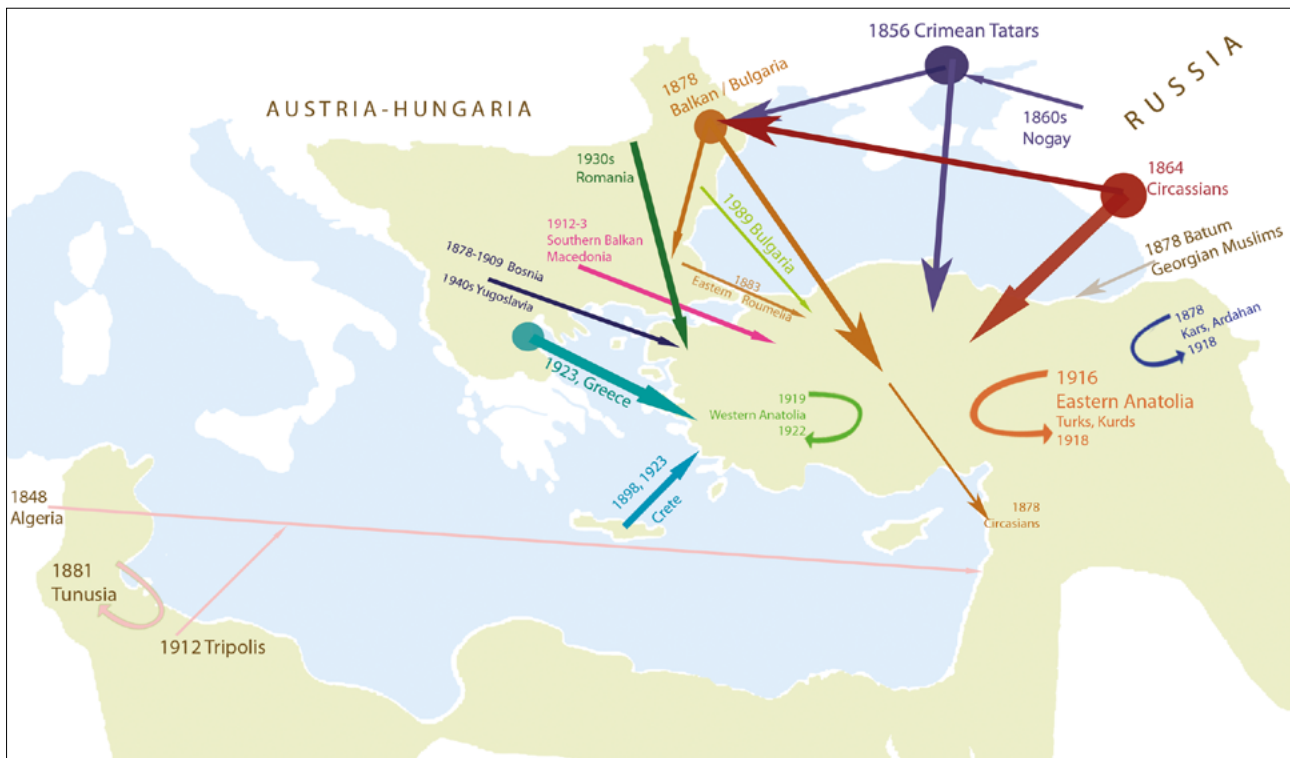 1856 Crimean Tatars
RUSSIA
AUSTRIA-HUNGARIA
1878
Balkan / Bulgaria
1860s
Nogay
1930s
Romania
1864
Circassians
1989 Bulgaria
1912-3
Southern Balkan
Macedonia
1878 Batum
Georgian Muslims
1878-1909 Bosnia
1940s Yugoslavia
1883
Eastern Roumelia
1878
Kars, Ardahan
1918
1923, Greece
1919
Western Anatolia
1922
1916
Eastern Anatolia
Turks, Kurds
1918
1898, 1923
Crete
1848
Algeria
1878
Circasians
1881
Tunusia
1912 Tripolis